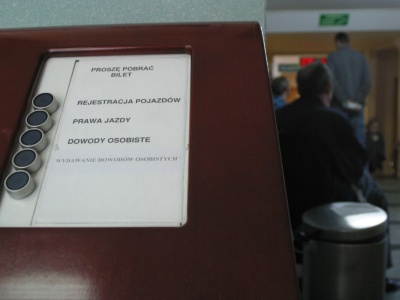 PROSZĘ POBRAĆ
BILET
REJESTRACJA POJAZDÓW
PRAWA JAZDY
DOWODY OSOBISTE
WYDAWANIE DOWODÓW OSOBISTYCH